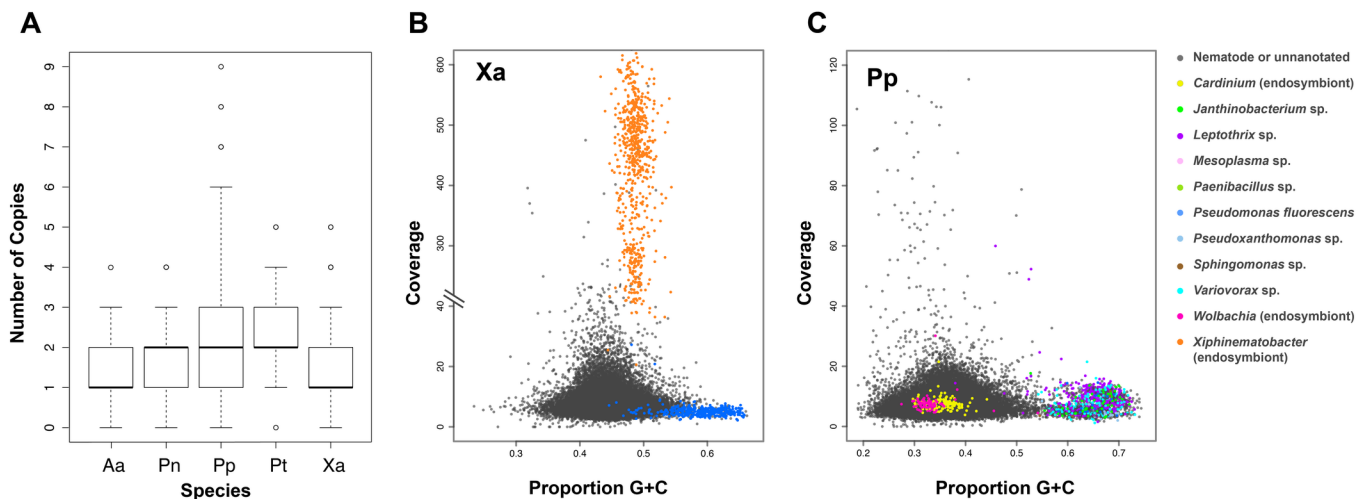 A
Number of Copies
9
8
7
6
5
4
3
2
1
0
Aa Pn Pp Pt Xa
Species
B
Xa
Coverage
600
500
400
300
40
20
0
0.3 0.4 0.5 0.6
Proportion G+C
C
Pp
Coverage
120
100
80
60
40
20
0
0.2 0.3 0.4 0.5 0.6 0.7
Proportion G+C
Nematode or unnanotated
Cardinium (endosymbiont)
Janthinobacterium sp.
Leptothrix sp.
Mesoplasma sp.
Paenibacillus sp.
Pseudomonas fluorescens
Pseudoxanthomonas sp.
Sphingomonas sp.
Variovorax sp.
Wolbachia (endosymbiont)
Xiphinematobacter
(endosymbiont)